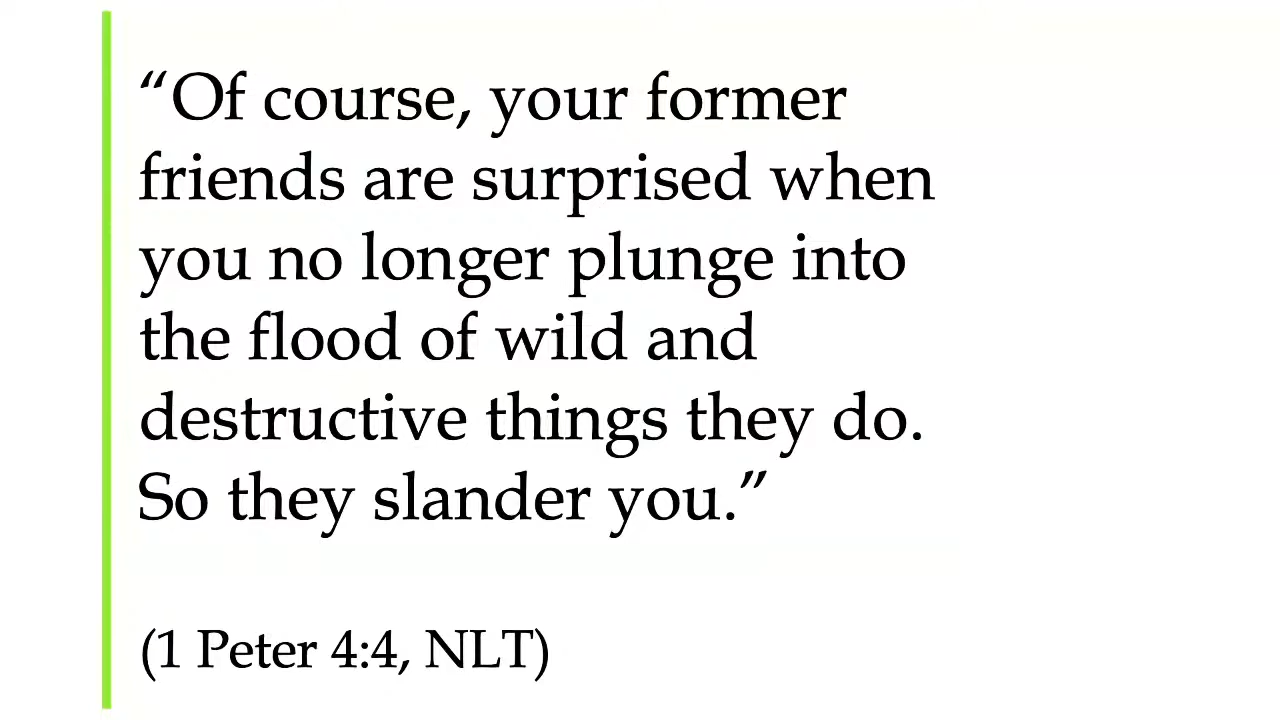 “Of course, your former
friends are surprised when
you no longer plunge into
the flood of wild and
destructive things they do.
So they slander you.”
(1 Peter 4:4, NLT)